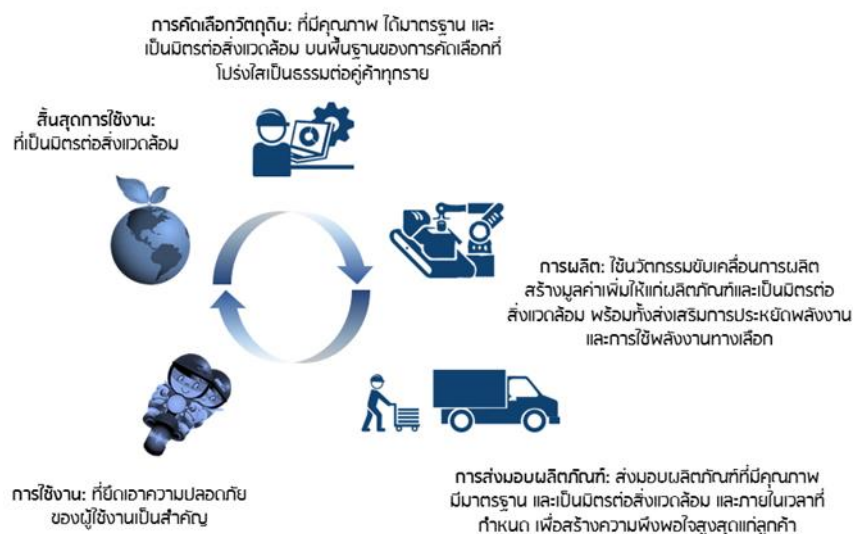 การคัดเลือกวัตถุดิบ: ที่มีคุณภาพ ได้มาตรฐาน และ
เป็นมิตรต่อสิ่งแวดล้อม บนพื้นฐานของการคัดเลือกที่
โปร่งใสเป็นธรรมต่อคู่ค้าทุกราย
สิ้นสุดการใช้งาน:
ที่เป็นมิตรต่อสิ่งแวดล้อม
การผลิต: ใช้นวัตกรรมขับเคลื่อนการผลิต
สร้างมูลค่าเพิ่มให้แก่ผลิตภัณฑ์และเป็นมิตรต่อ
สิ่งแวดล้อม พร้อมทั้งส่งเสริมการประหยัดพลังงาน
และการใช้พลังงานทางเลือก
การส่งมอบผลิตภัณฑ์: ส่งมอบผลิตภัณฑ์ที่มีคุณภาพ
มีมาตรฐาน และเป็นมิตรต่อสิ่งแวดล้อม และภายในเวลาที่
กำหนด เพื่อสร้างความพึงพอใจสูงสุดแก่ลูกค้า
การใช้งาน: ที่ยึดเอาความปลอดภัย
ของผู้ใช้งานเป็นสำคัญ